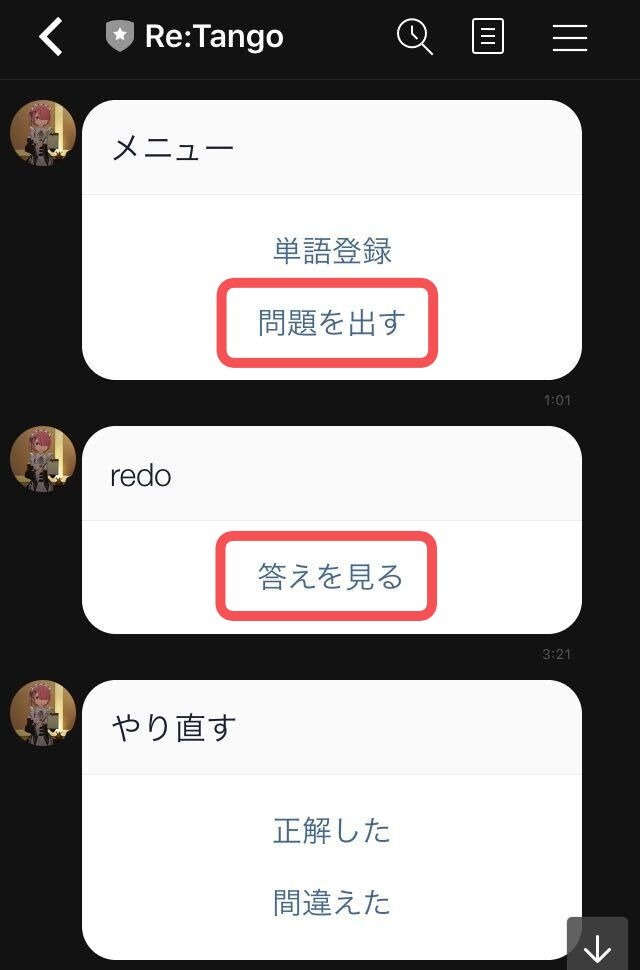 Re:Tango
メニュー
単語登録
問題を出す
1:01
redo
答えを見る
3:21
やり直す
正解した
間違えた